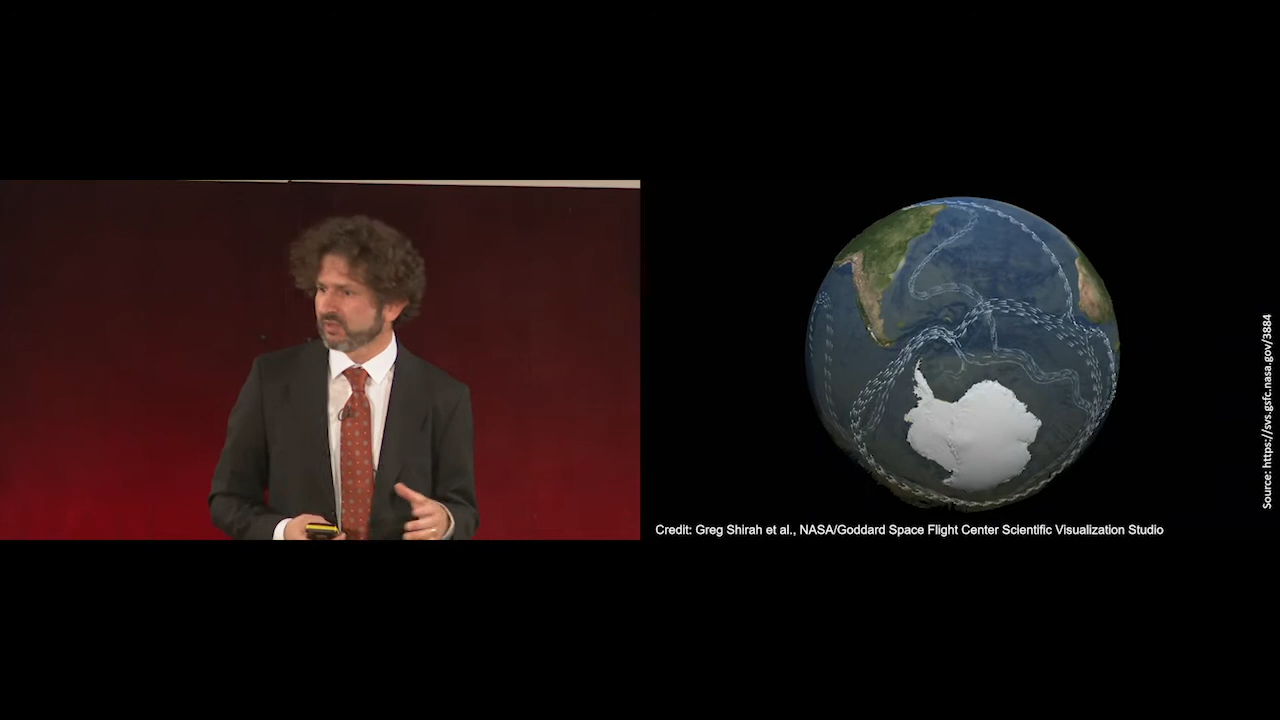 Credit: Greg Shirah et al., NASA/Goddard Space Flight Center Scientific Visualization Studio
Source: https://svs.gsfc.nasa.gov/3884